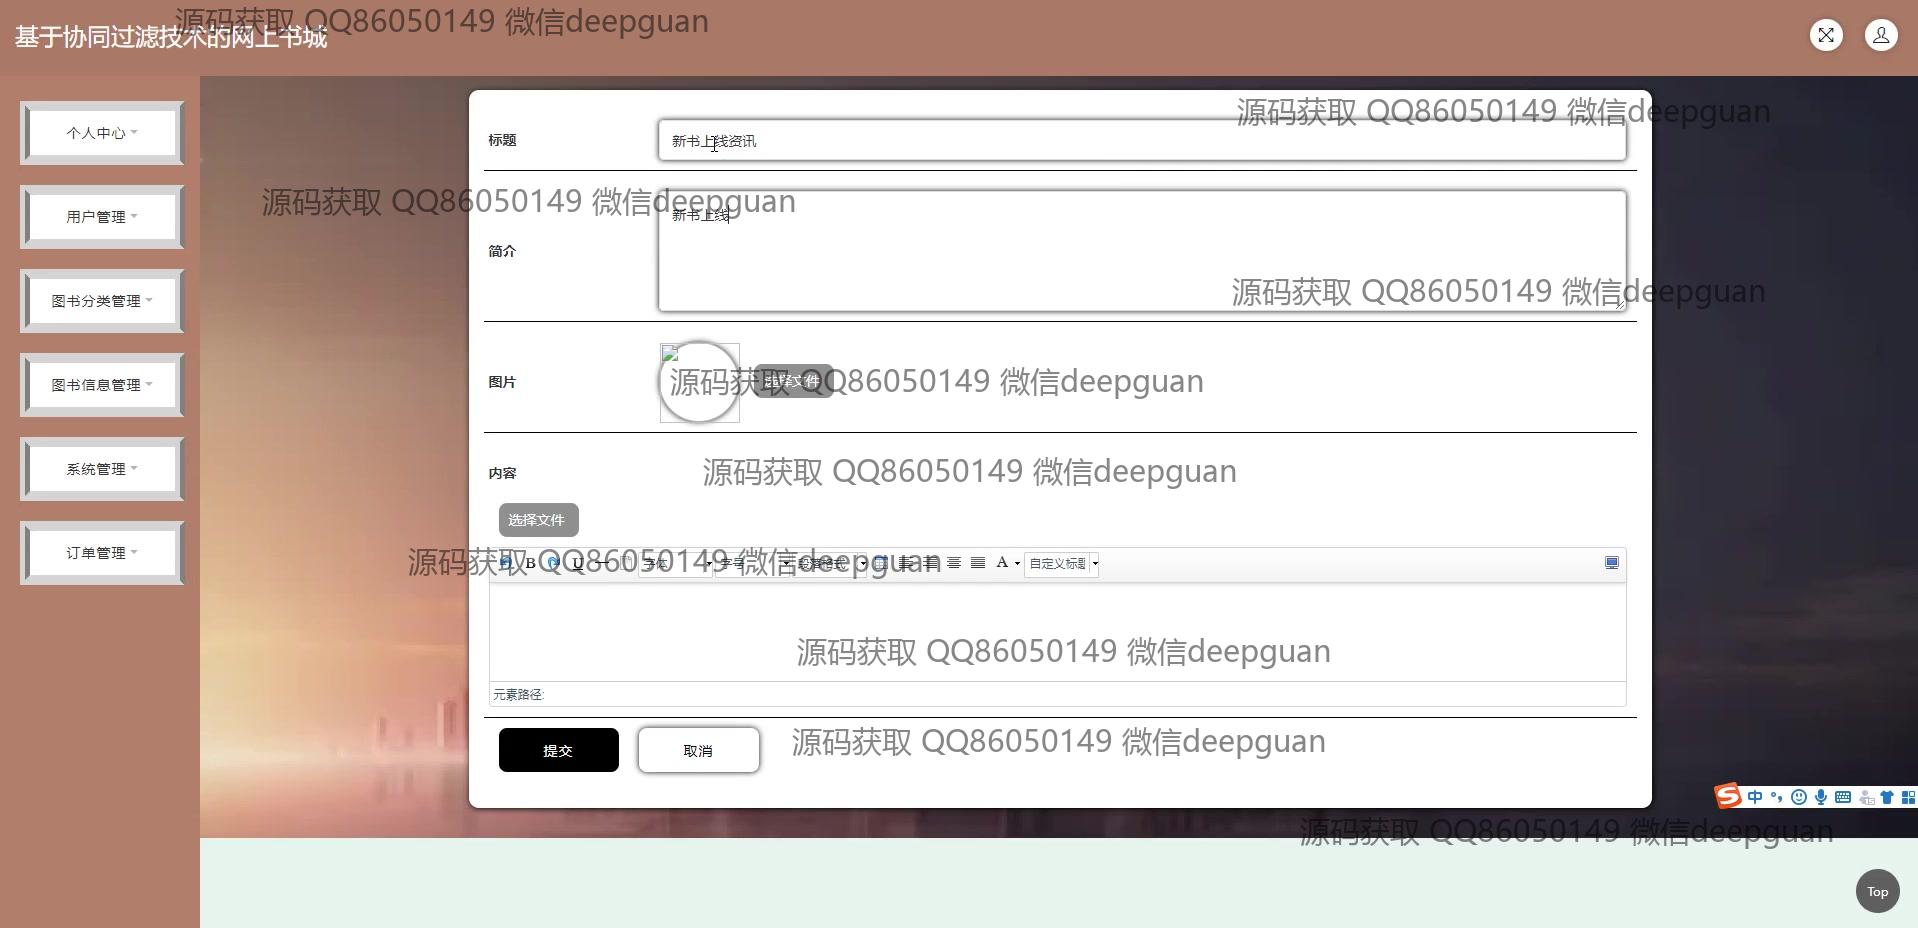 源码获取 QQ86050149 微信deepguan
基于协同过滤技术的网上书城
源码获取 QQ86050149 微信deepguan
个人中心
标题
新书上线资讯
源码获取 QQ86050149 微信deepguan
用户管理
新书上线
简介
源码获取 QQ86050149 微信deepguan
图书分类管理
图书信息管理
图片
选择文件
源码获取 QQ86050149 微信deepguan
系统管理
内容
源码获取 QQ86050149 微信deepguan
选择文件
订单管理
源码获取 QQ86050149 微信deepguan
B U 字体 字号 段落格式 A 自定义标题
源码获取 QQ86050149 微信deepguan
元素路径:
提交
取消
源码获取 QQ86050149 微信deepguan
中
源码获取 QQ86050149 微信deepguan
Top